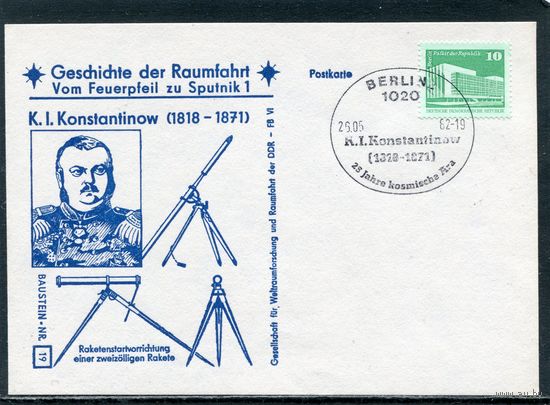 Geschichte der Raumfahrt
Vom Feuerpfeil zu Sputnik 1
K. I. Konstantinow (1818 – 1871)
BAUSTEIN-NR.
19
Raketenstartvorrichtung
einer zweizölligen Rakete
Gesellschaft für Weltraumforschung und Raumfahrt der DDR - FB VI
Postkarte
BERLIN
1020
26.05
82-19
K.I.Konstantinow
(1818-1871)
25 Jahre kosmische Ära
Palast der Republik
10
DEUTSCHE DEMOKRATISCHE REPUBLIK